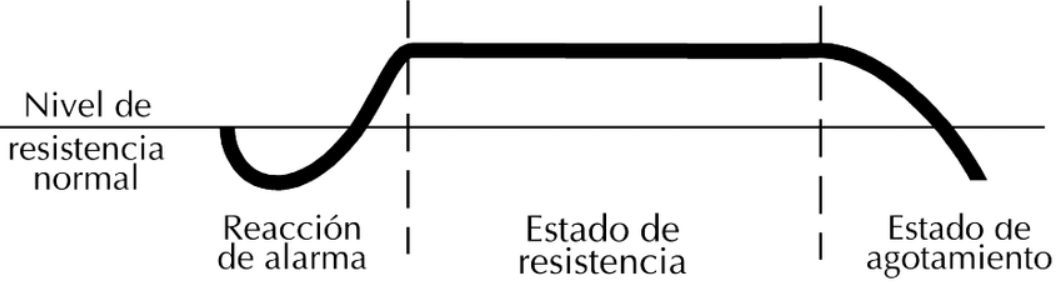 Nivel de
resistencia
normal
Reacción
de alarma
Estado de
resistencia
Estado de
agotamiento